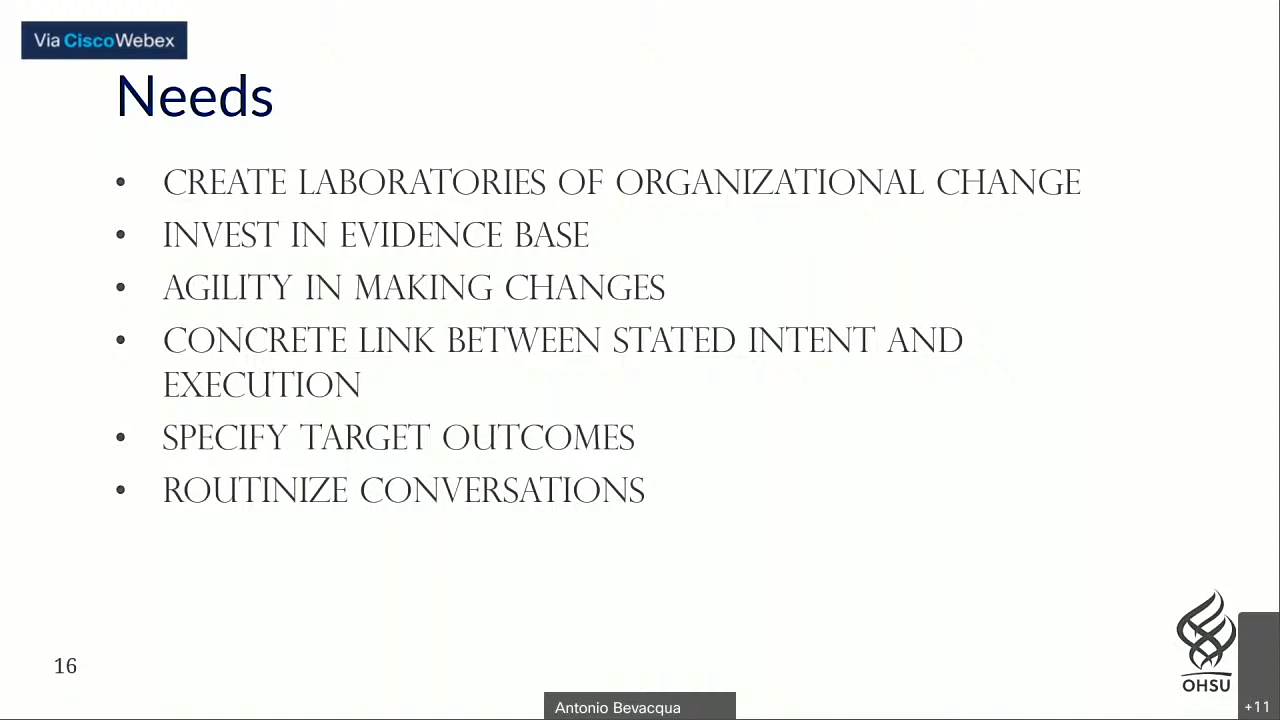 Via CiscoWebex
Needs
• CREATE LABORATORIES OF ORGANIZATIONAL CHANGE
• INVEST IN EVIDENCE BASE
• AGILITY IN MAKING CHANGES
• CONCRETE LINK BETWEEN STATED INTENT AND
EXECUTION
• SPECIFY TARGET OUTCOMES
• ROUTINIZE CONVERSATIONS
16
OHSU
Antonio Bevacqua
+11